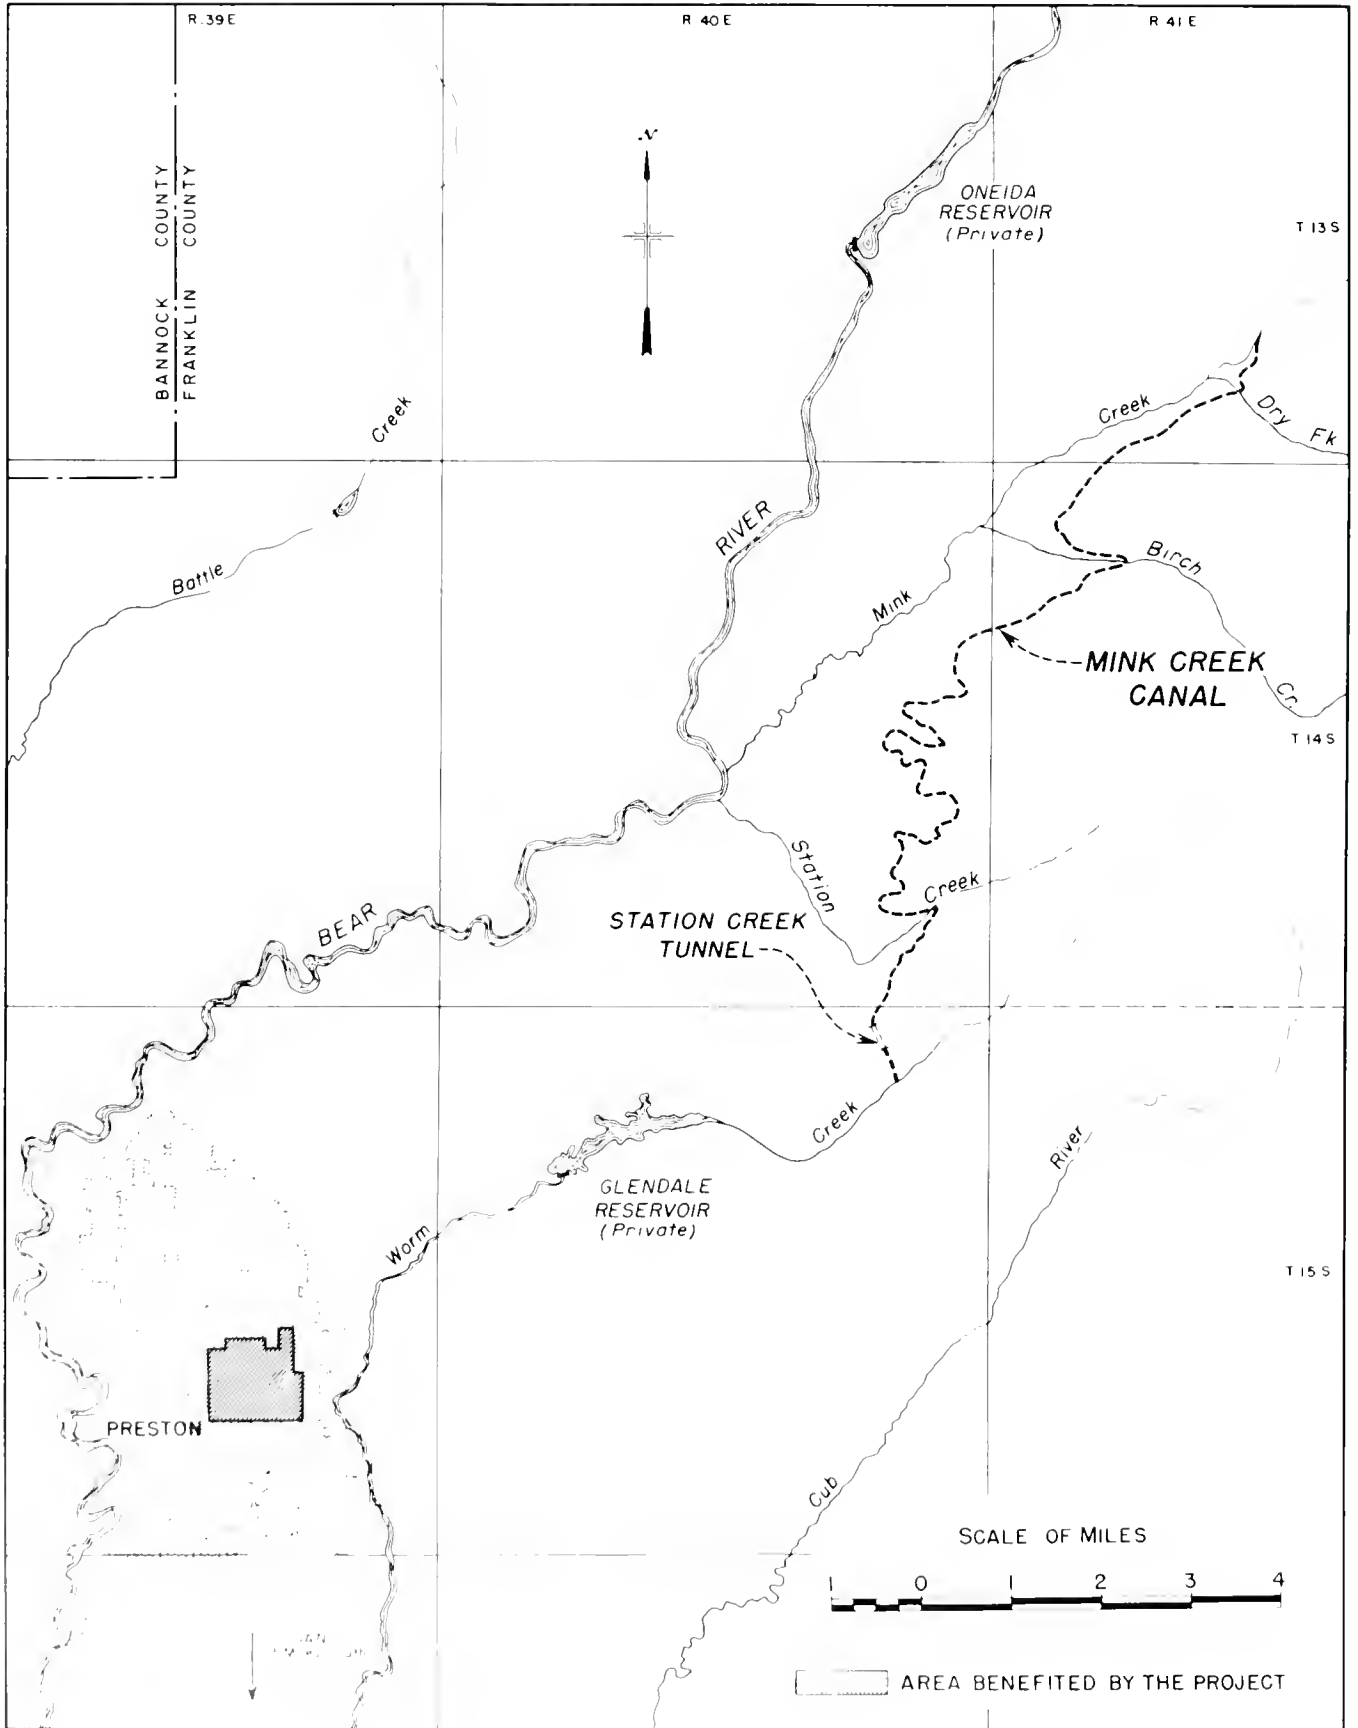 R. 39 E
R 40 E
R 41 E
N
BANNOCK COUNTY
FRANKLIN COUNTY
ONEIDA
RESERVOIR
(Private)
T 13 S
Creek
Battle
RIVER
Creek
Dry Fk
Mink
Birch
Cr.
MINK CREEK
CANAL
T 14 S
Station
Creek
STATION CREEK
TUNNEL
BEAR
Creek
River
GLENDALE
RESERVOIR
(Private)
Worm
T 15 S
PRESTON
Cub
SCALE OF MILES
1 0 1 2 3 4
AREA BENEFITED BY THE PROJECT